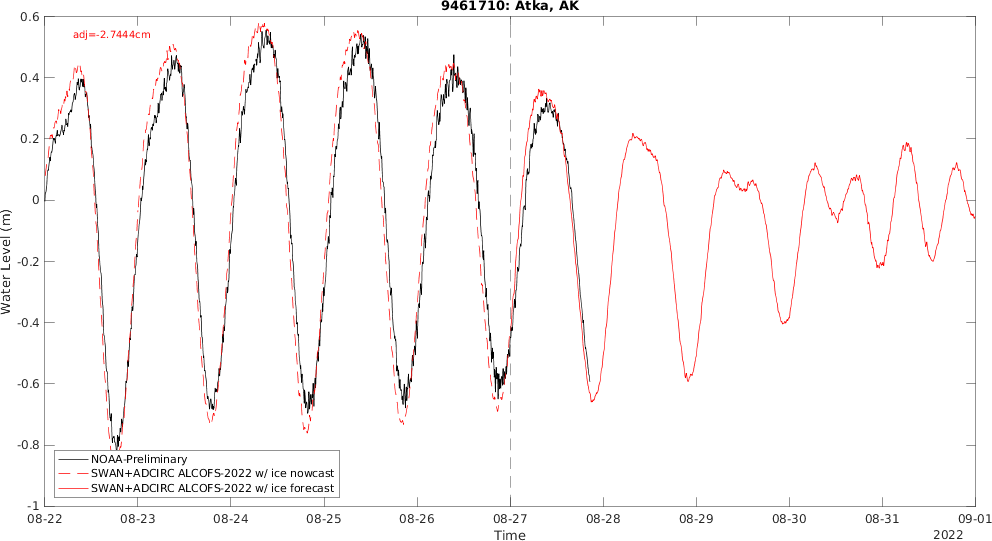 9461710: Atka, AK
adj=-2.7444cm
0.6
0.4
0.2
0
-0.2
-0.4
-0.6
-0.8
-1
Water Level (m)
NOAA-Preliminary
SWAN+ADCIRC ALCOFS-2022 w/ ice nowcast
SWAN+ADCIRC ALCOFS-2022 w/ ice forecast
08-22 08-23 08-24 08-25 08-26 08-27 08-28 08-29 08-30 08-31 09-01
Time
2022